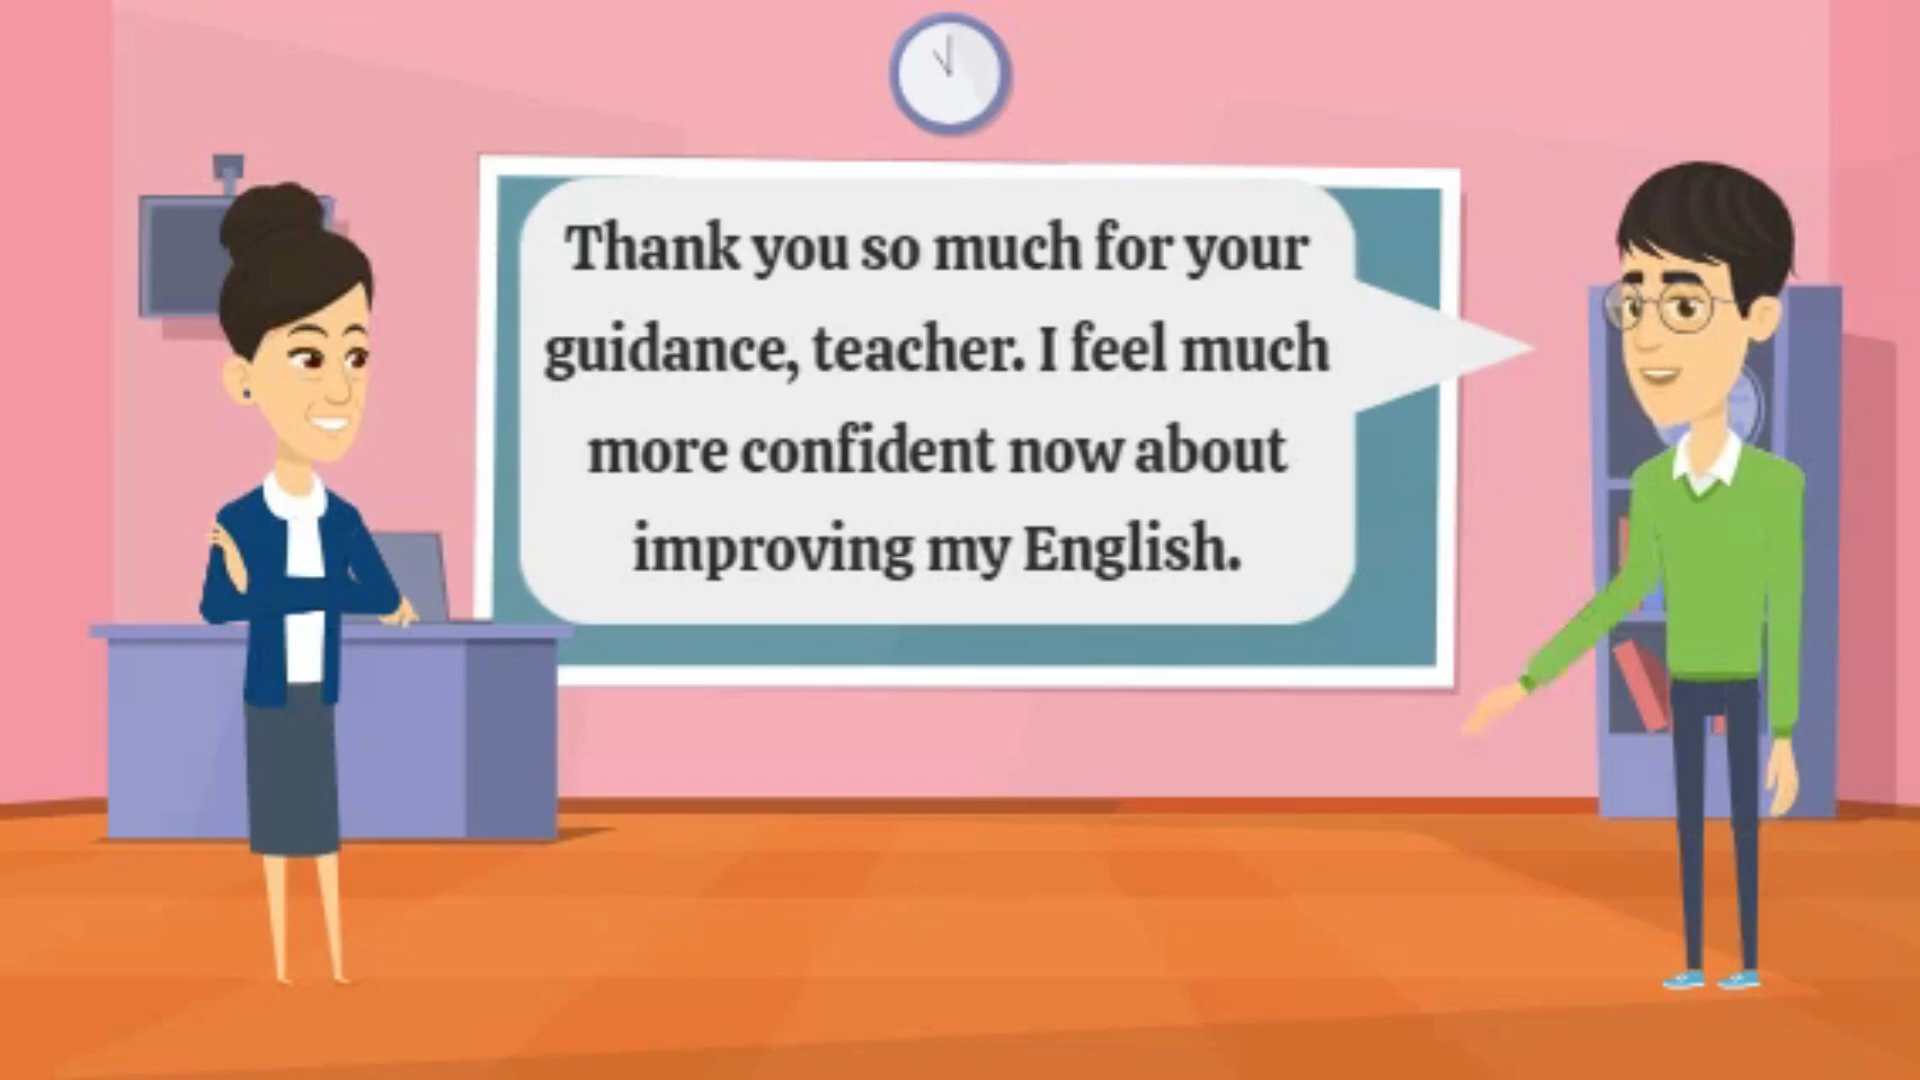 Thank you so much for your
guidance, teacher. I feel much
more confident now about
improving my English.